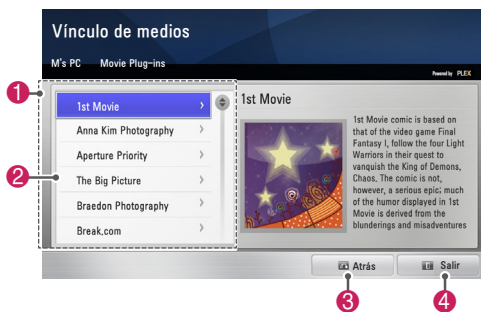 Vínculo de medios
M's PC Movie Plug-ins
Powered by PLEX
1
1st Movie
Anna Kim Photography
Aperture Priority
2
The Big Picture
Braedon Photography
Break.com
1st Movie
1st Movie comic is based on
that of the video game Final
Fantasy I, follow the four Light
Warriors in their quest to
vanquish the King of Demons,
Chaos. The comic is not,
however, a serious epic; much
of the humor displayed in 1st
Movie is derived from the
blunderings and misadventures
Atrás Salir
3 4